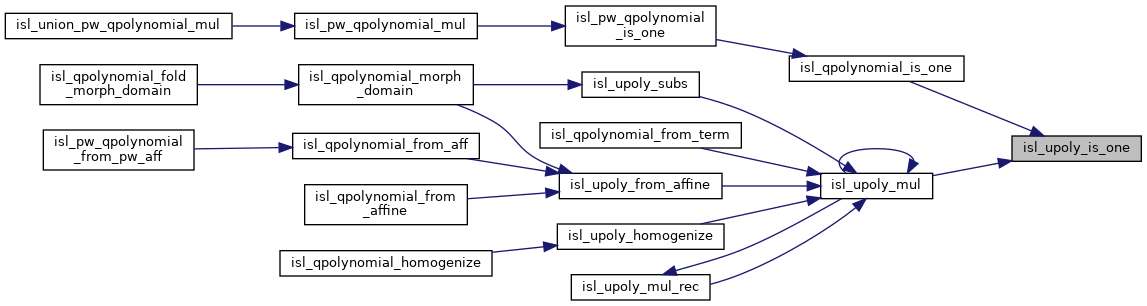 isl_union_pw_qpolynomial_mul
isl_pw_qpolynomial_mul
isl_pw_qpolynomial
_is_one
isl_qpolynomial_is_one
isl_qpolynomial_fold
_morph_domain
isl_qpolynomial_morph
_domain
isl_upoly_subs
isl_qpolynomial_from_term
isl_pw_qpolynomial
_from_pw_aff
isl_qpolynomial_from_aff
isl_upoly_is_one
isl_upoly_from_affine
isl_upoly_mul
isl_qpolynomial_from
_affine
isl_upoly_homogenize
isl_qpolynomial_homogenize
isl_upoly_mul_rec